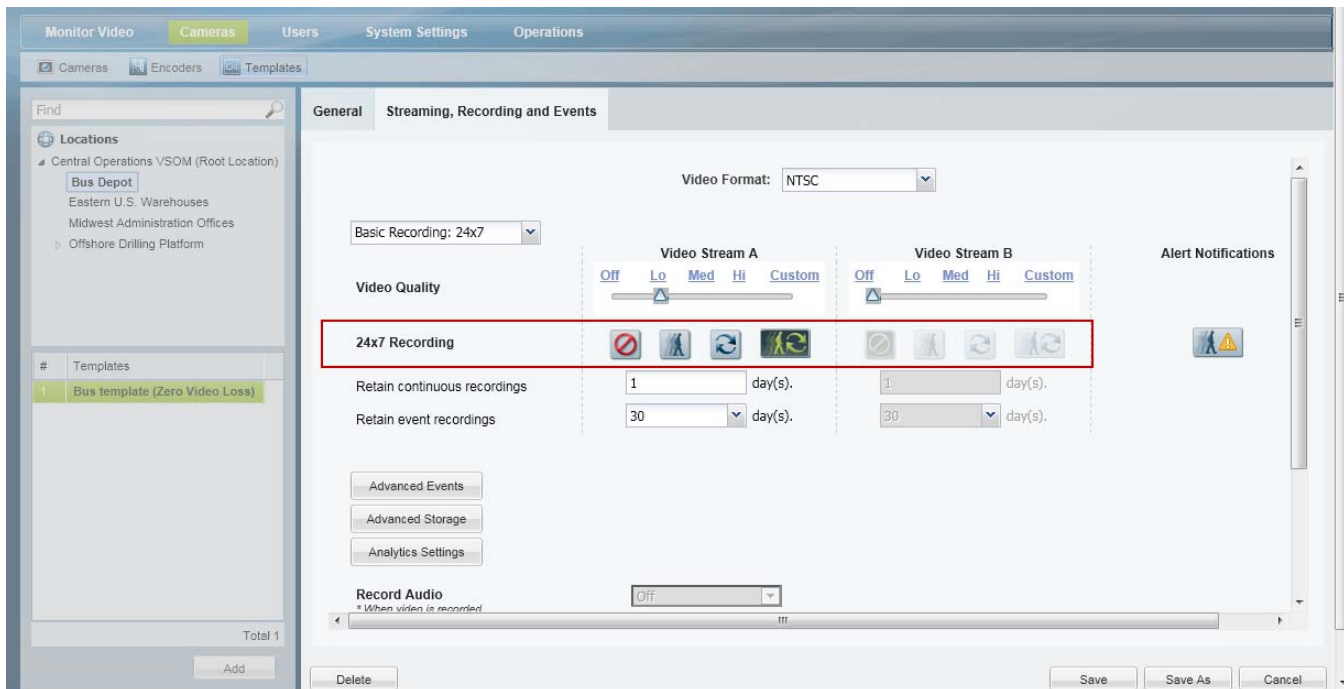 Monitor Video Cameras Users System Settings Operations
Cameras Encoders Templates
Find
Locations
Central Operations VSOM (Root Location)
Bus Depot
Eastern U.S. Warehouses
Midwest Administration Offices
Offshore Drilling Platform
# Templates
1 Bus template (Zero Video Loss)
Total 1
Add
General Streaming, Recording and Events
Video Format: NTSC
Basic Recording: 24x7
Video Stream A Video Stream B Alert Notifications
Video Quality Off Lo Med Hi Custom Off Lo Med Hi Custom
24x7 Recording
Retain continuous recordings 1 day(s). 1 day(s).
Retain event recordings 30 day(s). 30 day(s).
Advanced Events
Advanced Storage
Analytics Settings
Record Audio Off
* When video is recorded
Delete Save Save As Cancel